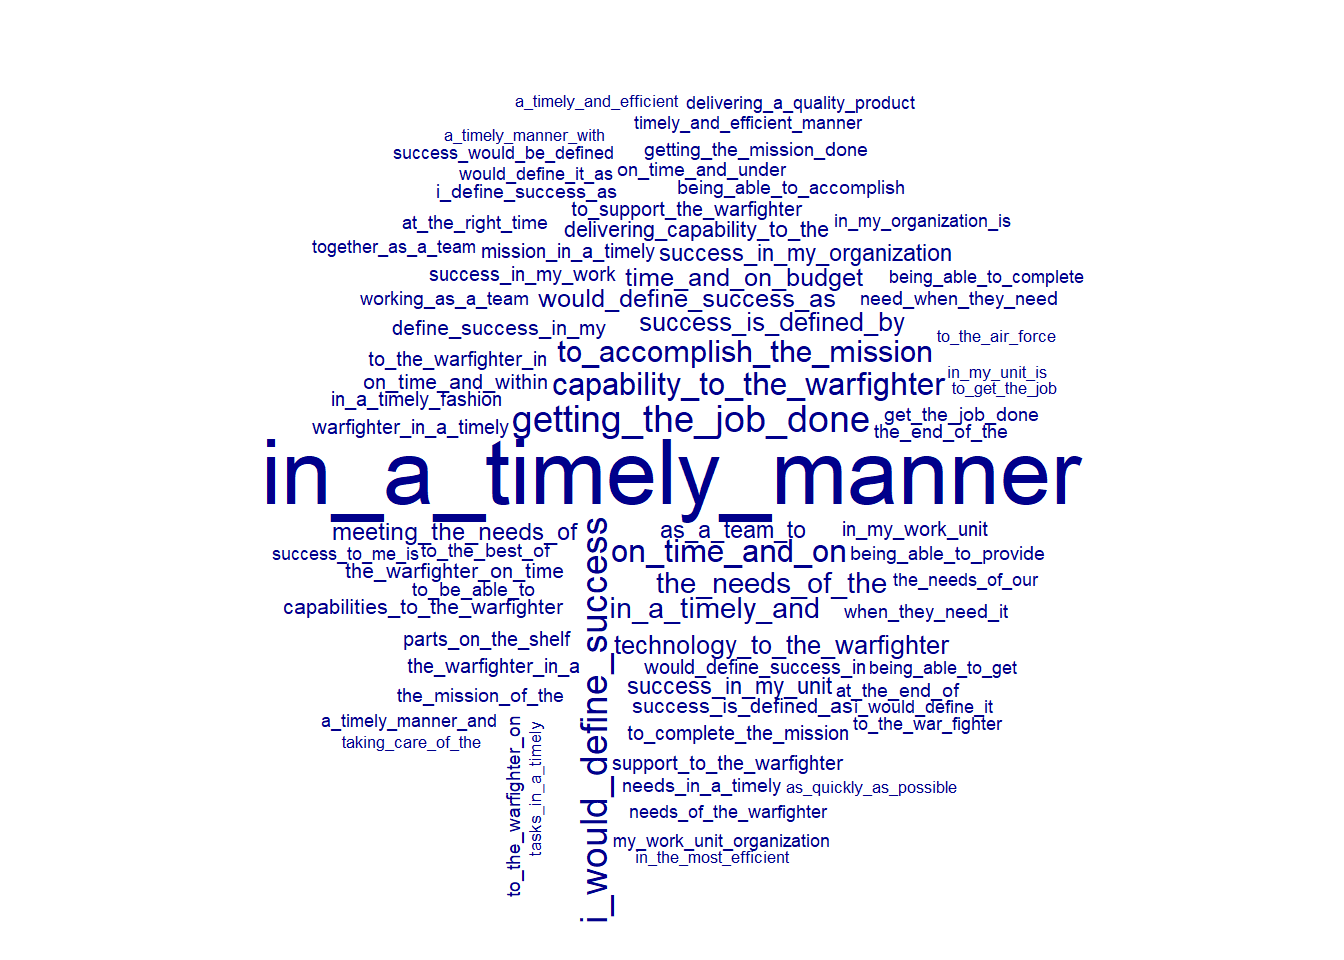 a_timely_and_efficient
delivering_a_quality_product
timely_and_efficient_manner
a_timely_manner_with
success_would_be_defined
getting_the_mission_done
would_define_it_as
on_time_and_under
i_define_success_as
being_able_to_accomplish
to_support_the_warfighter
at_the_right_time
delivering_capability_to_the
in_my_organization_is
together_as_a_team
mission_in_a_timely
success_in_my_organization
success_in_my_work
time_and_on_budget
being_able_to_complete
working_as_a_team
would_define_success_as
need_when_they_need
define_success_in_my
success_is_defined_by
to_the_air_force
to_the_warfighter_in
to_accomplish_the_mission
in_my_unit_is
on_time_and_within
capability_to_the_warfighter
to_get_the_job
in_a_timely_fashion
warfighter_in_a_timely
getting_the_job_done
get_the_job_done
the_end_of_the
in_a_timely_manner
meeting_the_needs_of
as_a_team_to
in_my_work_unit
success_to_me_is
to_the_best_of
on_time_and_on
being_able_to_provide
the_warfighter_on_time
the_needs_of_the
the_needs_of_our
to_be_able_to
capabilities_to_the_warfighter
in_a_timely_and
when_they_need_it
parts_on_the_shelf
technology_to_the_warfighter
the_warfighter_in_a
would_define_success_in
being_able_to_get
the_mission_of_the
success_in_my_unit
at_the_end_of
success_is_defined_as
i_would_define_it
a_timely_manner_and
to_complete_the_mission
to_the_war_fighter
taking_care_of_the
to_the_warfighter_on
tasks_in_a_timely
i_would_define_success
support_to_the_warfighter
needs_in_a_timely
as_quickly_as_possible
needs_of_the_warfighter
my_work_unit_organization
in_the_most_efficient